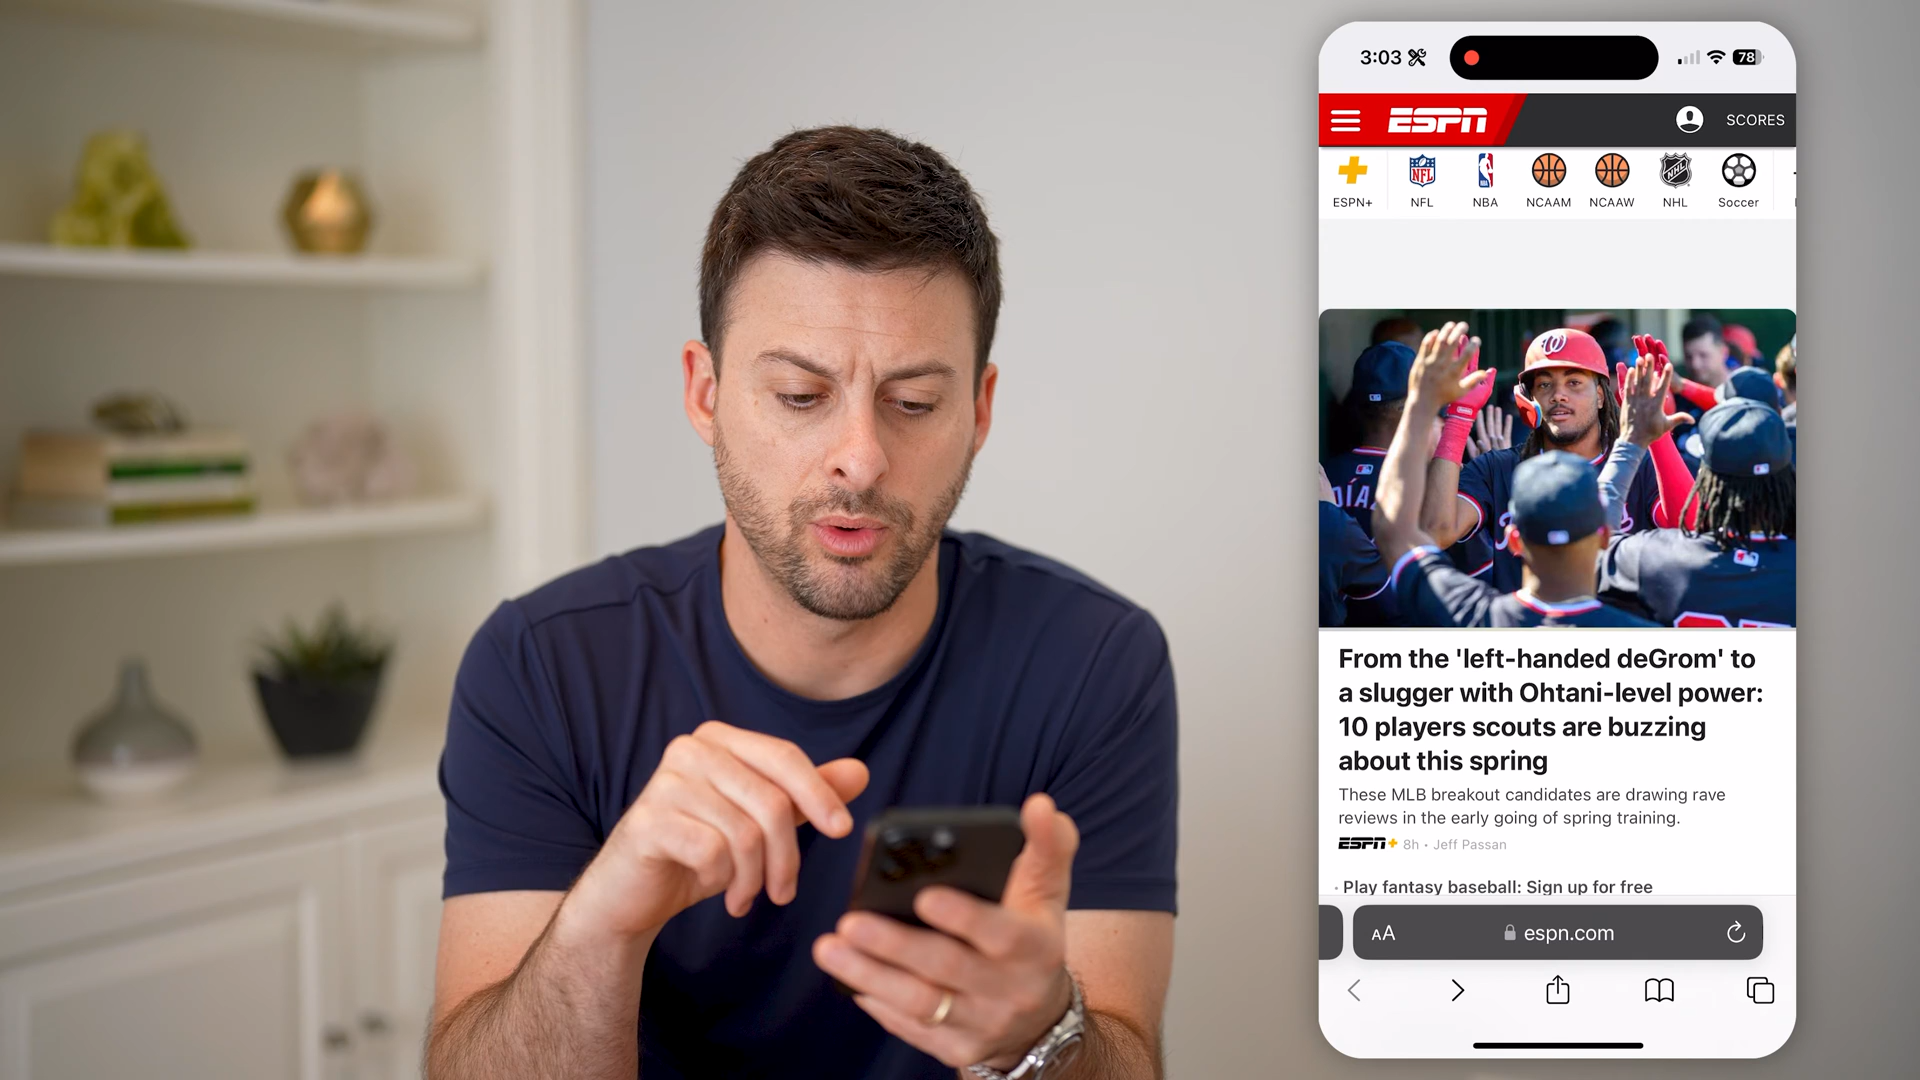 3:03
78
ESPN
SCORES
NFL
NHL
ESPN+
NFL
NBA
NCAAM
NCAAW
NHL
Soccer
W
DÍAZ
From the 'left-handed deGrom' to
a slugger with Ohtani-level power:
10 players scouts are buzzing
about this spring
These MLB breakout candidates are drawing rave
reviews in the early going of spring training.
ESPN+ 8h • Jeff Passan
• Play fantasy baseball: Sign up for free
AA
espn.com